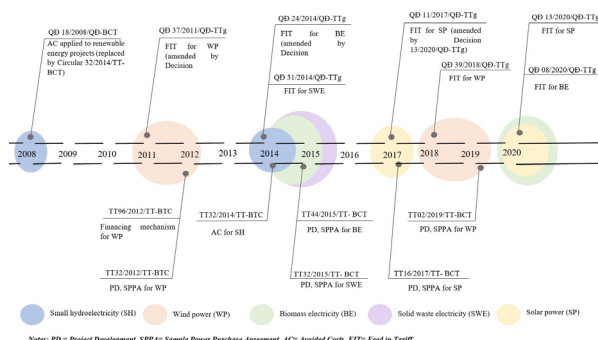 QĐ 18/2008/QĐ-BCT
AC applied to renewable
energy projects (replaced
by Circular 32/2014/TT-
BCT)
QĐ 37/2011/QĐ-TTg
FIT for WP
(amended by
Decision
QĐ 24/2014/QĐ-TTg
FIT for BE
(amended by
Decision
QĐ 31/2014/QĐ-TTg
FIT for SWE
QĐ 11/2017/QĐ-TTg
FIT for SP (amended
by Decision
13/2020/QĐ-TTg)
QĐ 39/2018/QĐ-TTg
FIT for WP
QĐ 13/2020/QĐ-TTg
FIT for SP
QĐ 08/2020/QĐ-TTg
FIT for BE
2008 2009 2010 2011 2012 2013 2014 2015 2016 2017 2018 2019 2020
TT96/2012/TT-BTC
Financing mechanism
for WP
TT32/2012/TT-BTC
PD, SPPA for WP
TT32/2014/TT-BTC
AC for SH
TT44/2015/TT- BCT
PD, SPPA for BE
TT32/2015/TT- BCT
PD, SPPA for SWE
TT02/2019/TT-BCT
PD, SPPA for WP
TT16/2017/TT-BCT
PD, SPPA for SP
Small hydroelectricity (SH)
Wind power (WP)
Biomass electricity (BE)
Solid waste electricity (SWE)
Solar power (SP)
Notes: PD = Project Development, SPPA= Sample Power Purchase Agreement, AC= Avoided Costs, FIT= Feed in Tariff